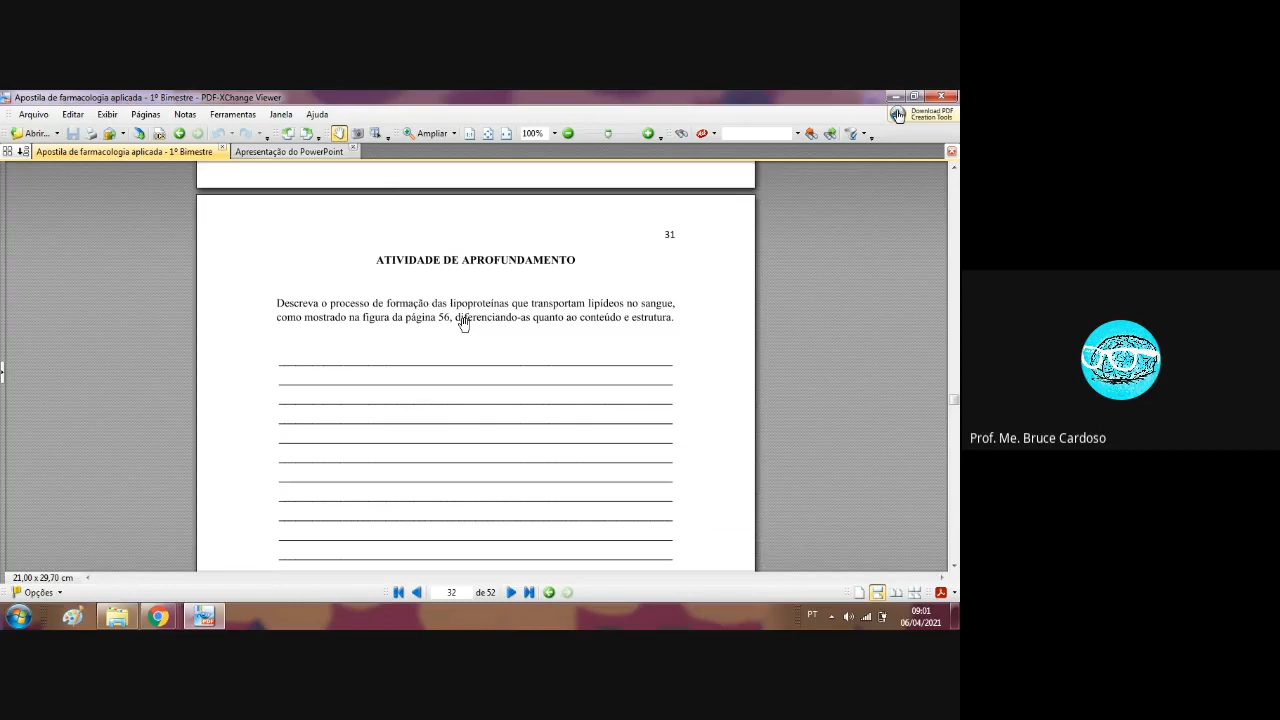 Apostila de farmacologia aplicada - 1º Bimestre - PDF-XChange Viewer
Arquivo Editar Exibir Páginas Notas Ferramentas Janela Ajuda
Download PDF
Creation Tools
Abrir... Ampliar 100%
Apostila de farmacologia aplicada - 1º Bimestre Apresentação do PowerPoint
31
ATIVIDADE DE APROFUNDAMENTO
Descreva o processo de formação das lipoproteínas que transportam lipídeos no sangue,
como mostrado na figura da página 56, diferenciando-as quanto ao conteúdo e estrutura.
Prof. Me. Bruce Cardoso
21,00 x 29,70 cm
Opções 32 de 52
PT 09:01
06/04/2021